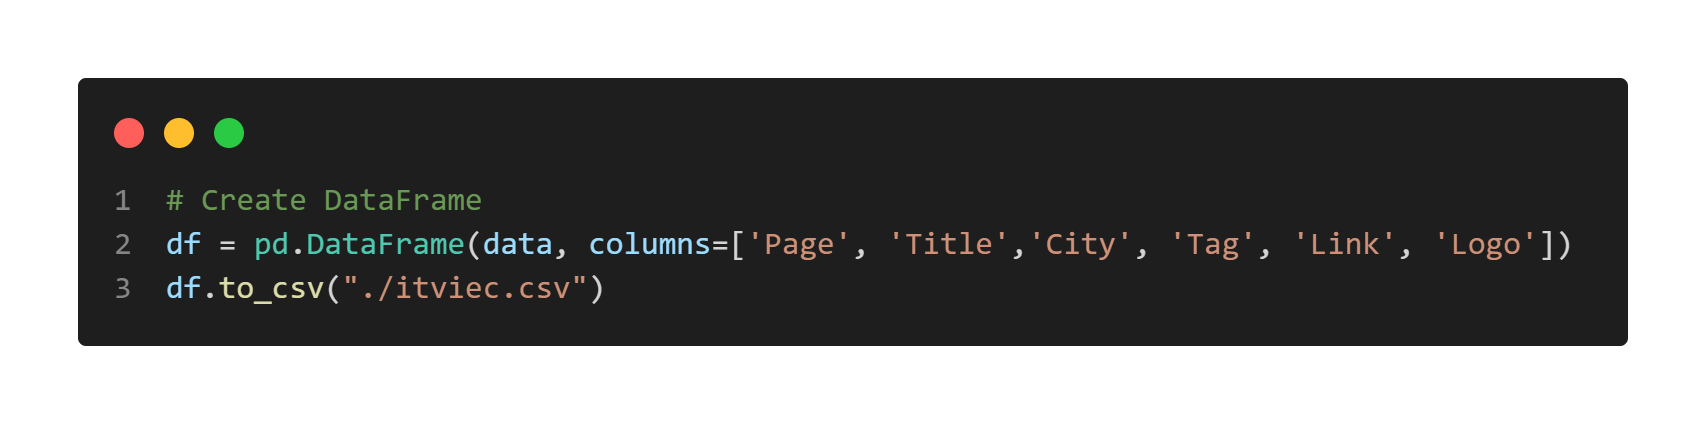 1 # Create DataFrame
2 df = pd.DataFrame(data, columns=['Page', 'Title','City', 'Tag', 'Link', 'Logo'])
3 df.to_csv("./itviec.csv")